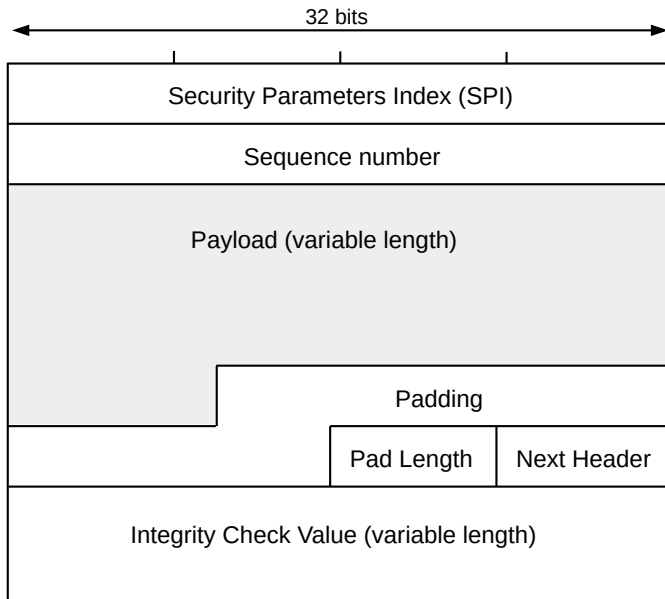 32 bits
Security Parameters Index (SPI)
Sequence number
Payload (variable length)
Padding
Pad Length
Next Header
Integrity Check Value (variable length)